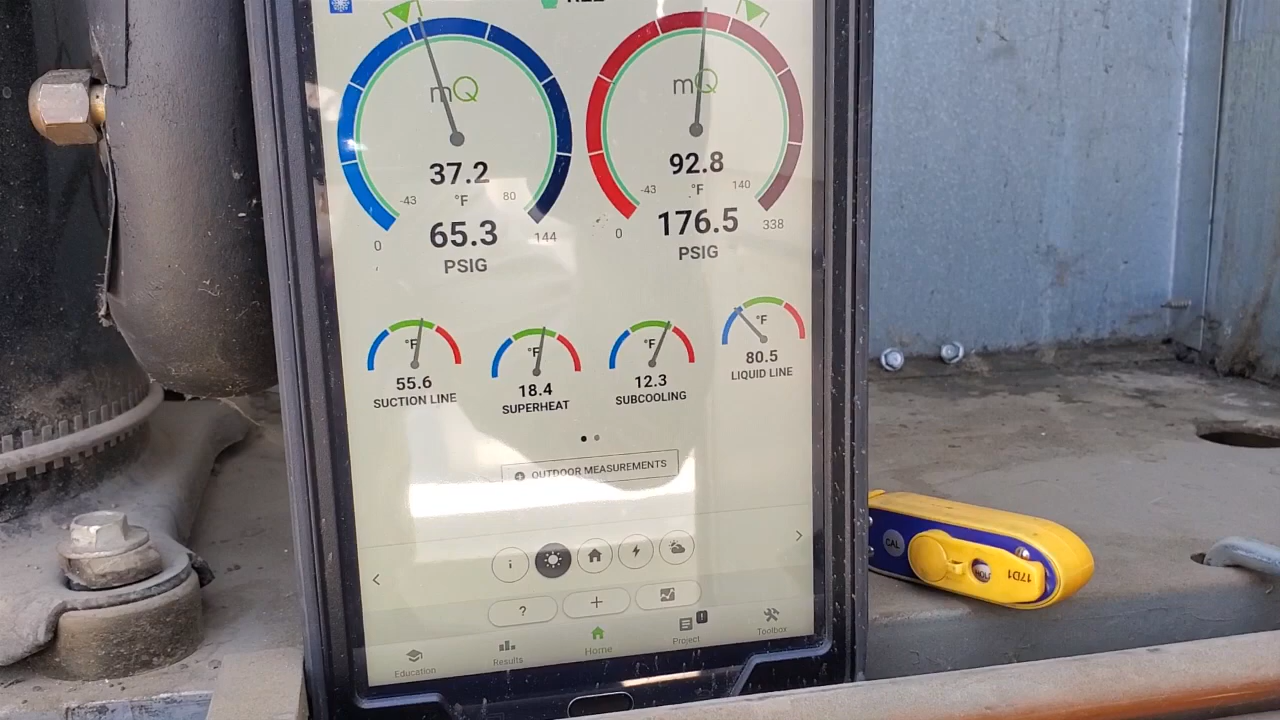 mQ
37.2
-43 °F 80
65.3
0 144
PSIG
mQ
92.8
-43 °F 140
176.5
0 338
PSIG
°F
55.6
SUCTION LINE
°F
18.4
SUPERHEAT
°F
12.3
SUBCOOLING
°F
80.5
LIQUID LINE
+ OUTDOOR MEASUREMENTS
< i >
? +
Education
Results
Home
Project !
Toolbox
CAL
17D1